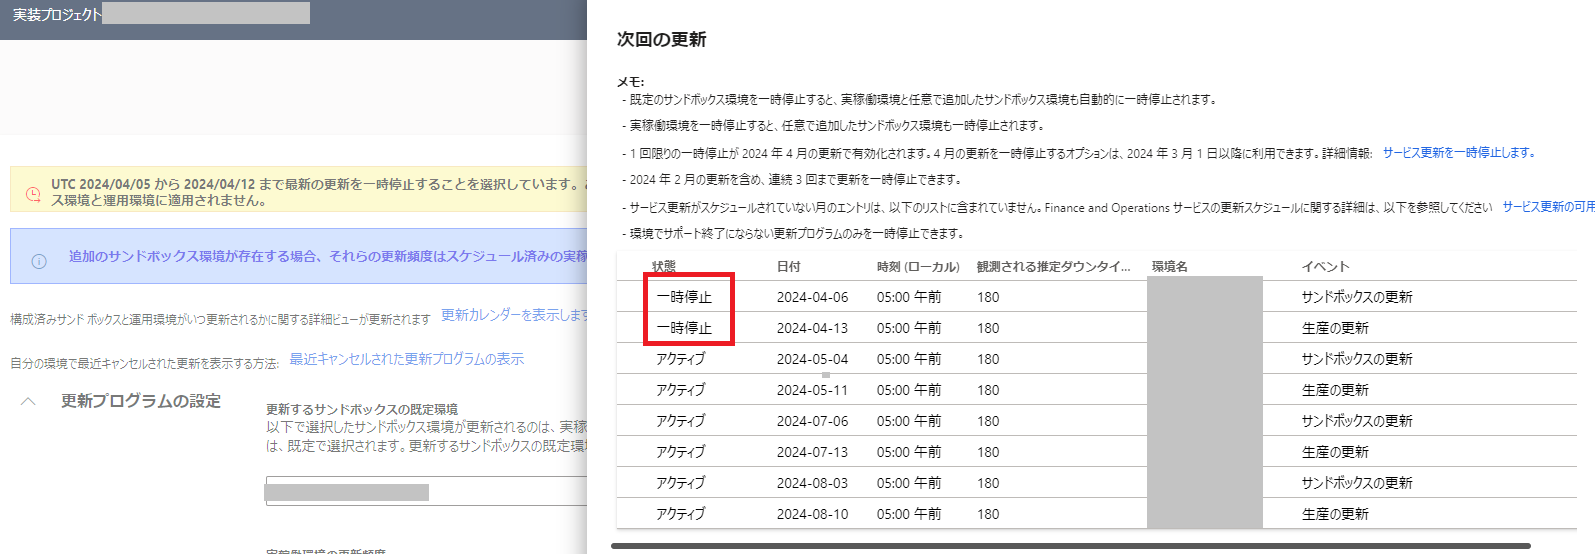 実装プロジェクト
UTC 2024/04/05 から 2024/04/12 まで最新の更新を一時停止することを選択しています。
ス環境と運用環境に適用されません。
追加のサンドボックス環境が存在する場合、それらの更新頻度はスケジュール済みの実稼
構成済みサンド ボックスと運用環境がいつ更新されるかに関する詳細ビューが更新されます 更新カレンダーを表示します
自分の環境で最近キャンセルされた更新を表示する方法: 最近キャンセルされた更新プログラムの表示
更新プログラムの設定
更新するサンドボックスの既定環境
以下で選択したサンドボックス環境が更新されるのは、実稼
は、既定で選択されます。更新するサンドボックスの既定環境
実稼働環境の更新頻度
次回の更新
メモ:
- 既定のサンドボックス環境を一時停止すると、実稼働環境と任意で追加したサンドボックス環境も自動的に一時停止されます。
- 実稼働環境を一時停止すると、任意で追加したサンドボックス環境も一時停止されます。
- 1 回限りの一時停止が 2024 年 4 月の更新で有効化されます。4 月の更新を一時停止するオプションは、2024 年 3 月 1 日以降に利用できます。詳細情報: サービス更新を一時停止します。
- 2024 年 2 月の更新を含め、連続 3 回まで更新を一時停止できます。
- サービス更新がスケジュールされていない月のエントリは、以下のリストに含まれていません。Finance and Operations サービスの更新スケジュールに関する詳細は、以下を参照してください サービス更新の可用
- 環境でサポート終了にならない更新プログラムのみを一時停止できます。
状態 日付 時刻 (ローカル) 観測される推定ダウンタイ... 環境名 イベント
一時停止 2024-04-06 05:00 午前 180 サンドボックスの更新
一時停止 2024-04-13 05:00 午前 180 生産の更新
アクティブ 2024-05-04 05:00 午前 180 サンドボックスの更新
アクティブ 2024-05-11 05:00 午前 180 生産の更新
アクティブ 2024-07-06 05:00 午前 180 サンドボックスの更新
アクティブ 2024-07-13 05:00 午前 180 生産の更新
アクティブ 2024-08-03 05:00 午前 180 サンドボックスの更新
アクティブ 2024-08-10 05:00 午前 180 生産の更新